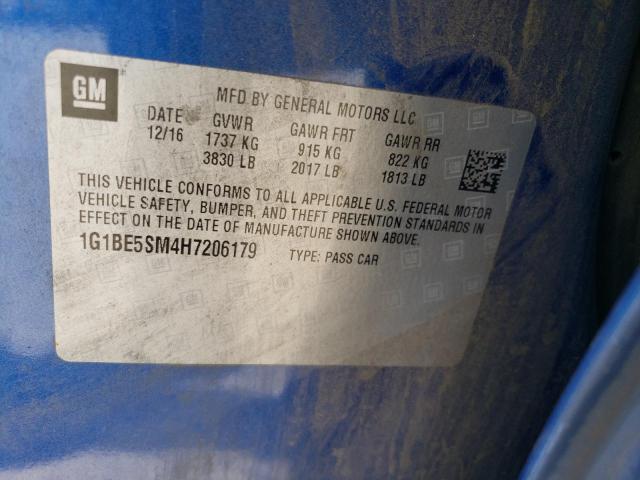 GM
MFD BY GENERAL MOTORS LLC
DATE GVWR GAWR FRT GAWR RR
12/16 1737 KG 915 KG 822 KG
3830 LB 2017 LB 1813 LB
THIS VEHICLE CONFORMS TO ALL APPLICABLE U.S. FEDERAL MOTOR
VEHICLE SAFETY, BUMPER, AND THEFT PREVENTION STANDARDS IN
EFFECT ON THE DATE OF MANUFACTURE SHOWN ABOVE.
1G1BE5SM4H7206179 TYPE: PASS CAR